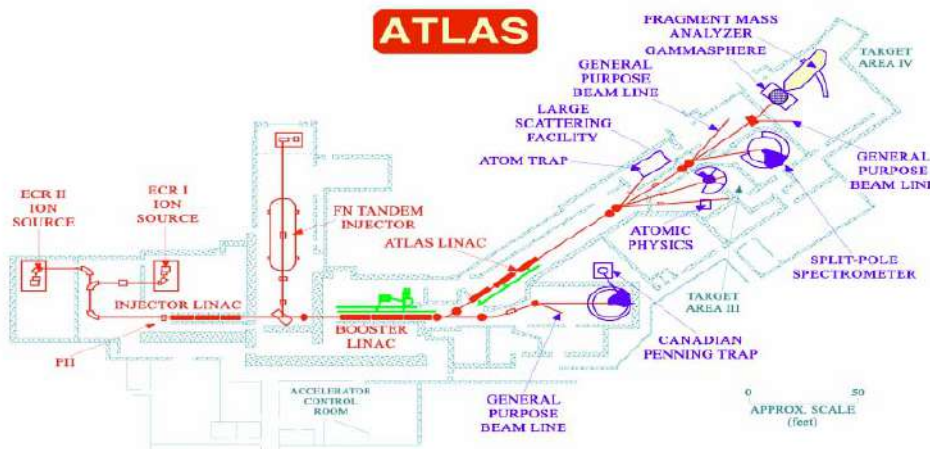 ATLAS
FRAGMENT MASS
ANALYZER
GAMMASPHERE
TARGET
AREA IV
GENERAL
PURPOSE
BEAM LINE
LARGE
SCATTERING
FACILITY
ATOM TRAP
GENERAL
PURPOSE
BEAM LINE
ECR II
ION
SOURCE
ECR I
ION
SOURCE
FN TANDEM
INJECTOR
ATLAS LINAC
ATOMIC
PHYSICS
SPLIT-POLE
SPECTROMETER
INJECTOR LINAC
TARGET
AREA III
PII
BOOSTER
LINAC
CANADIAN
PENNING TRAP
ACCELERATOR
CONTROL
ROOM
GENERAL
PURPOSE
BEAM LINE
0 50
APPROX. SCALE
(feet)